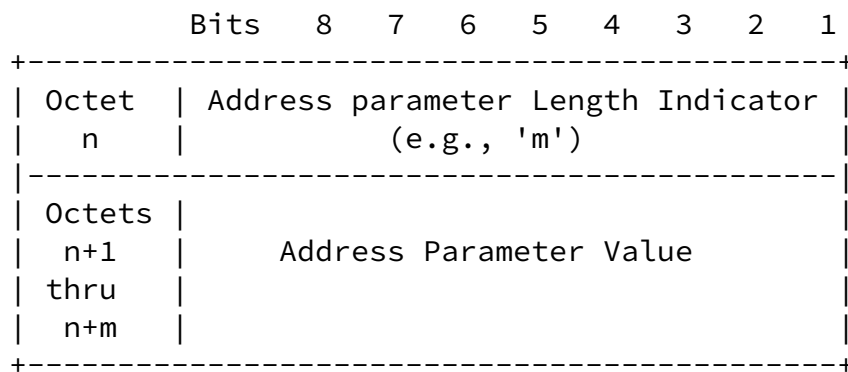 Bits 8 7 6 5 4 3 2 1
+---------------------------------------------+
| Octet | Address parameter Length Indicator |
| n | (e.g., 'm') |
|---------------------------------------------|
| Octets | |
| n+1 | Address Parameter Value |
| thru | |
| n+m | |
+---------------------------------------------+